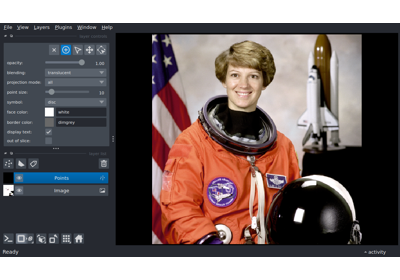 File View Layers Plugins Window Help
opacity: 1.00
blending: translucent
projection mode: all
point size: 10
symbol: disc
face color: white
border color: dimgrey
display text:
out of slice:
Points
Image
Ready
activity